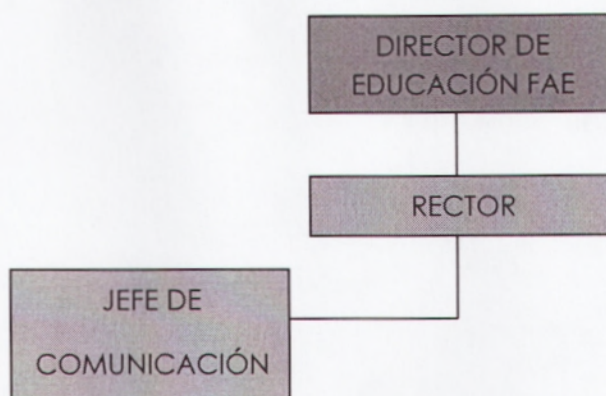 DIRECTOR DE
EDUCACIÓN FAE
RECTOR
JEFE DE
COMUNICACIÓN